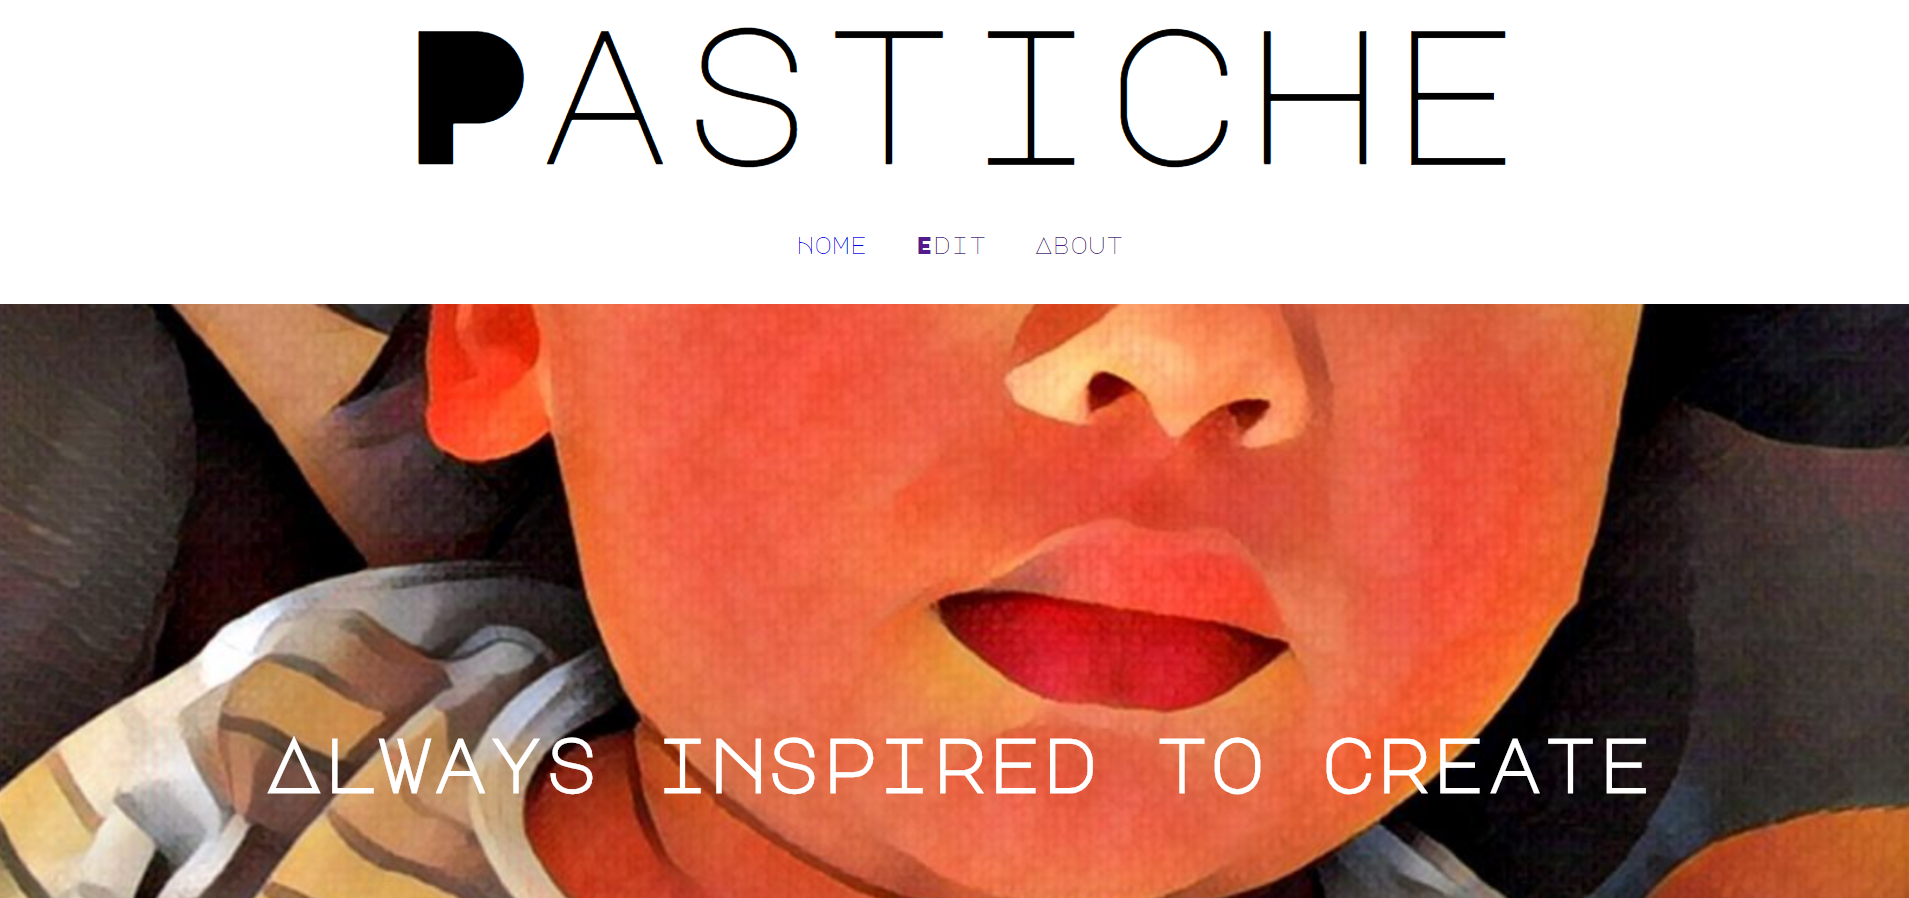 PASTICHE
HOME EDIT ABOUT
ALWAYS INSPIRED TO CREATE